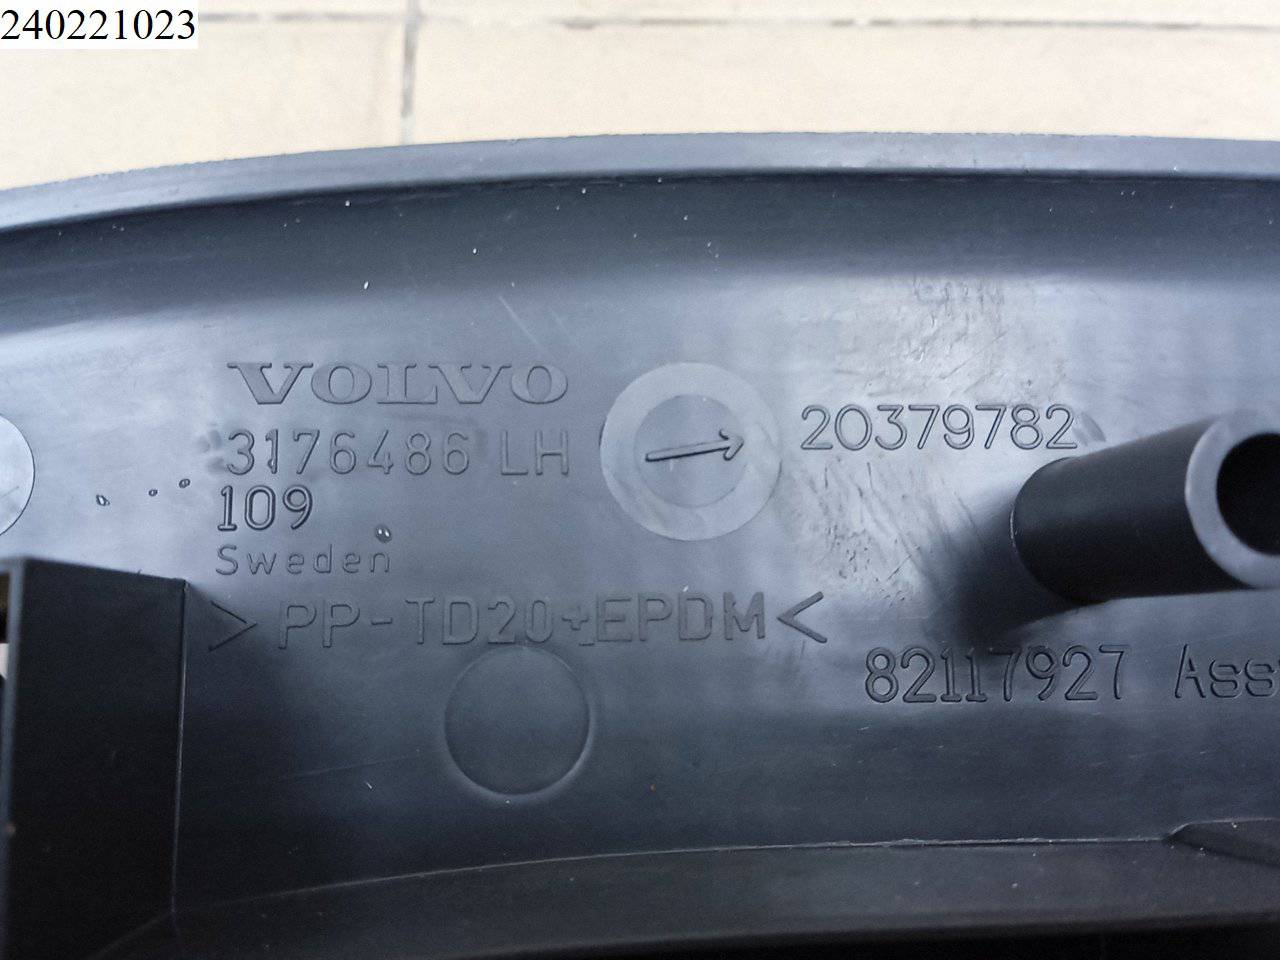 240221023
VOLVO
3176486 LH
20379782
109
Sweden
>PP-TD20+EPDM<
82117927